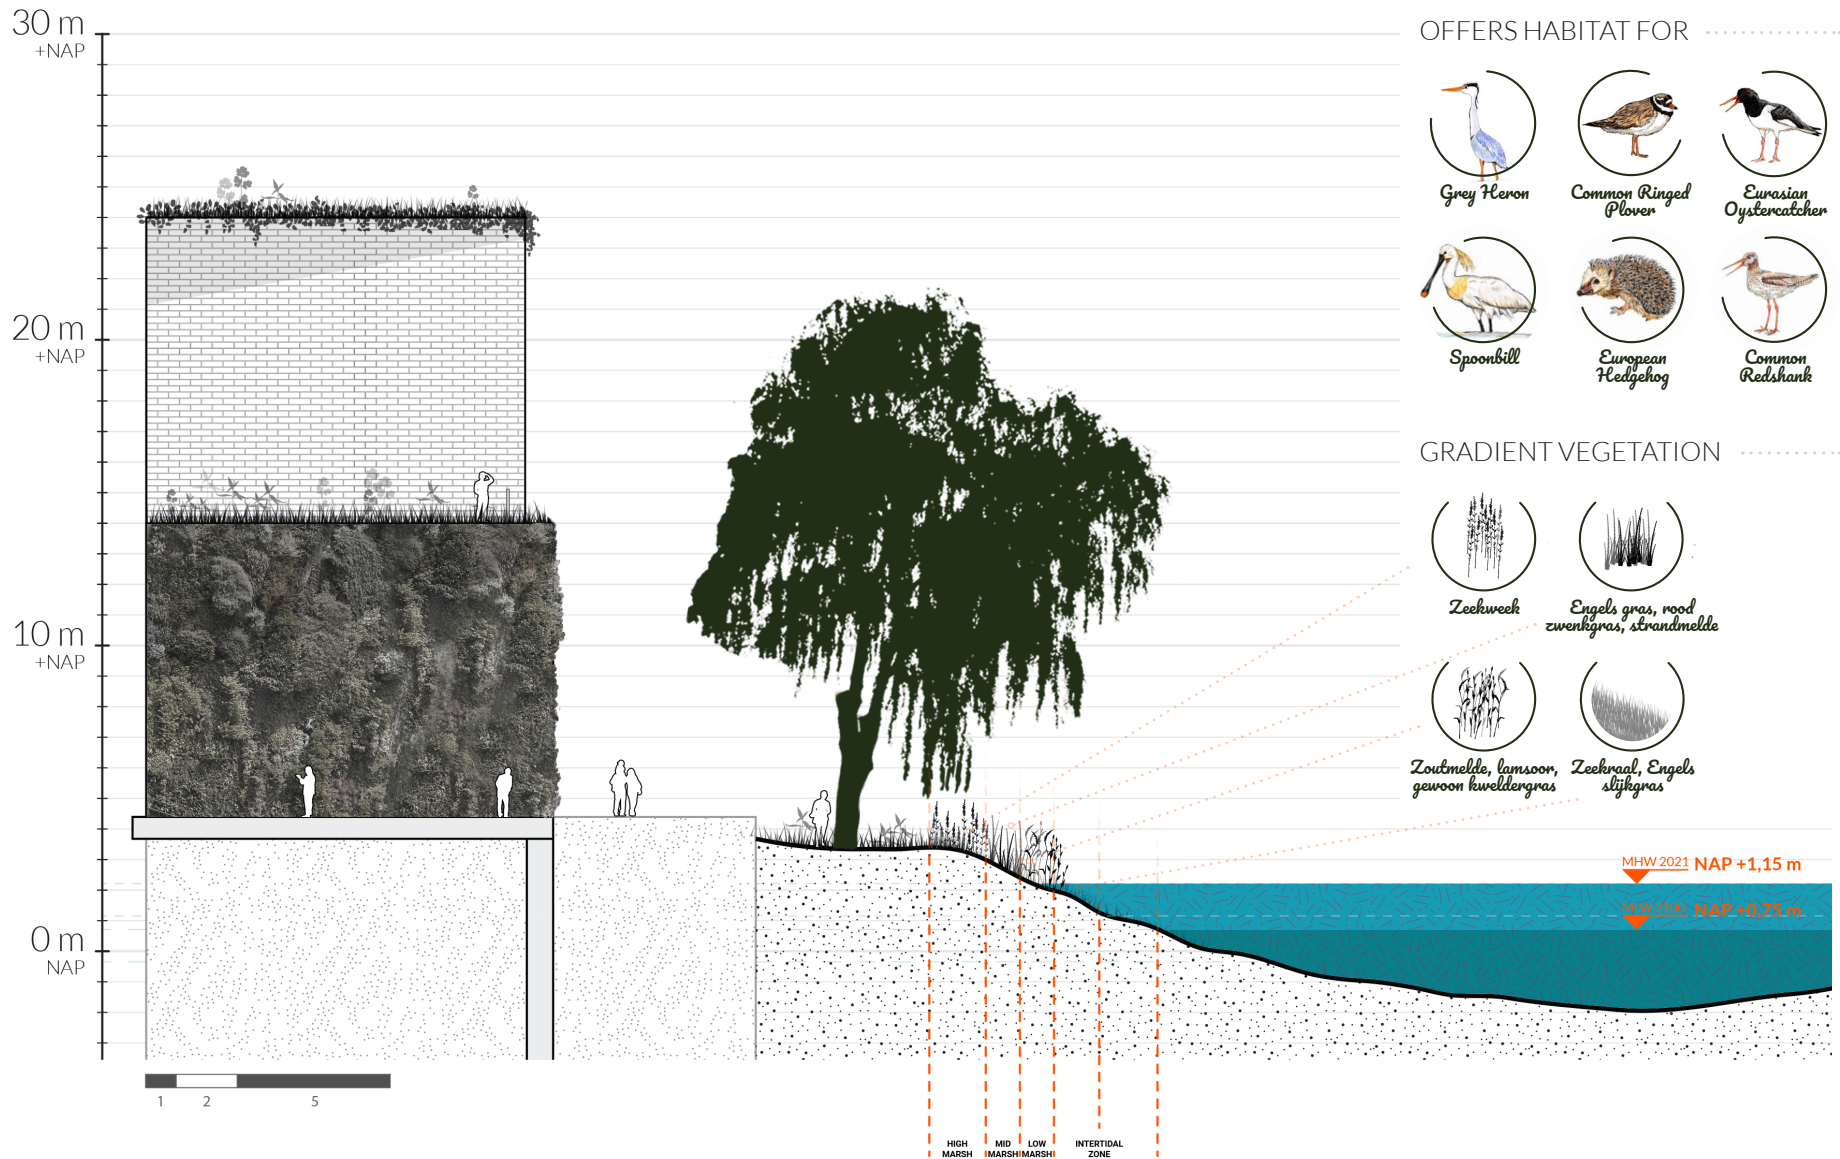 30 m
+NAP
20 m
+NAP
10 m
+NAP
0 m
NAP
1 2 5
HIGH
MARSH
MID
MARSH
LOW
MARSH
INTERTIDAL
ZONE
OFFERS HABITAT FOR
Grey Heron
Common Ringed
Plover
Eurasian
Oystercatcher
Spoonbill
European
Hedgehog
Common
Redshank
GRADIENT VEGETATION
Zeekweek
Engels gras, rood
zwenkgras, strandmelde
Zoutmelde, lamsoor,
gewoon kweldergras
Zeekraal, Engels
slijkgras
MHW 2021 NAP +1,15 m
NAP +0,75 m